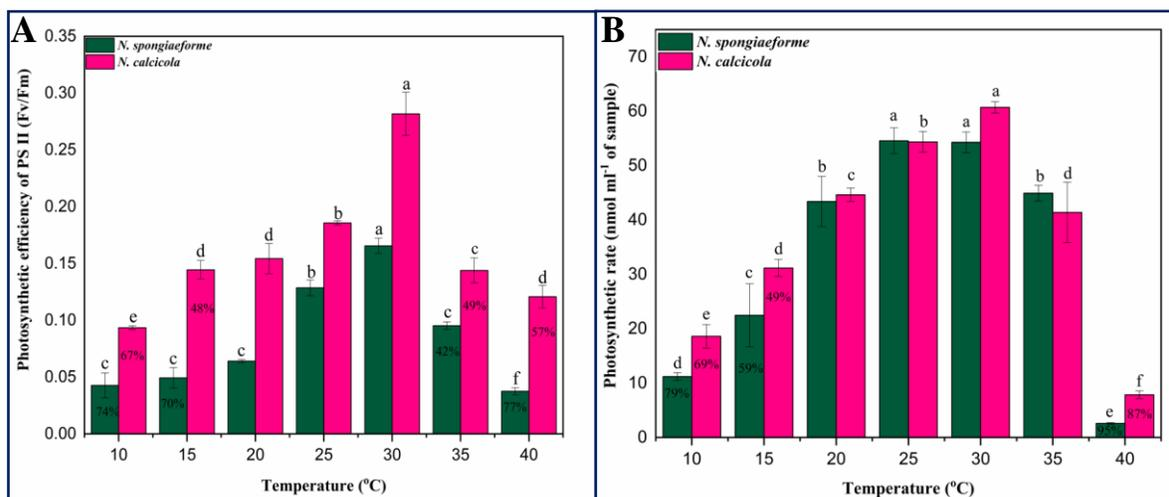 A
Photosynthetic efficiency of PS II (Fv/Fm)
0.35
0.30
0.25
0.20
0.15
0.10
0.05
0.00
N. spongiaeforme
N. calcicola
c e c d c d b b a a c c f d
74% 67% 70% 48% 42% 49% 77% 57%
10 15 20 25 30 35 40
Temperature (°C)
B
Photosynthetic rate (nmol ml⁻¹ of sample)
70
60
50
40
30
20
10
0
N. spongiaeforme
N. calcicola
d e c d b c a b a a b d e f
79% 69% 59% 49% 95% 87%
10 15 20 25 30 35 40
Temperature (°C)